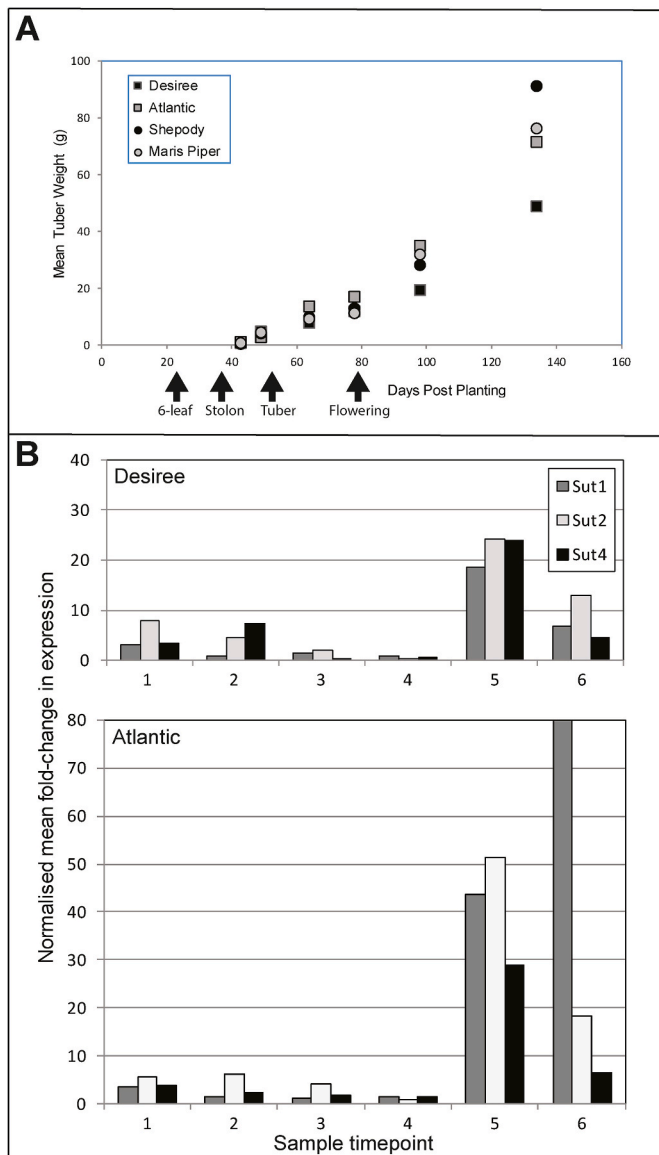 A
100
80
60
40
20
0
Mean Tuber Weight (g)
Desiree
Atlantic
Shepody
Maris Piper
0 20 40 60 80 100 120 140 160
Days Post Planting
6-leaf Stolon Tuber Flowering
B
Normalised mean fold-change in expression
40
30
20
10
0
Desiree
Sut1
Sut2
Sut4
1 2 3 4 5 6
80
70
60
50
40
30
20
10
0
Atlantic
1 2 3 4 5 6
Sample timepoint